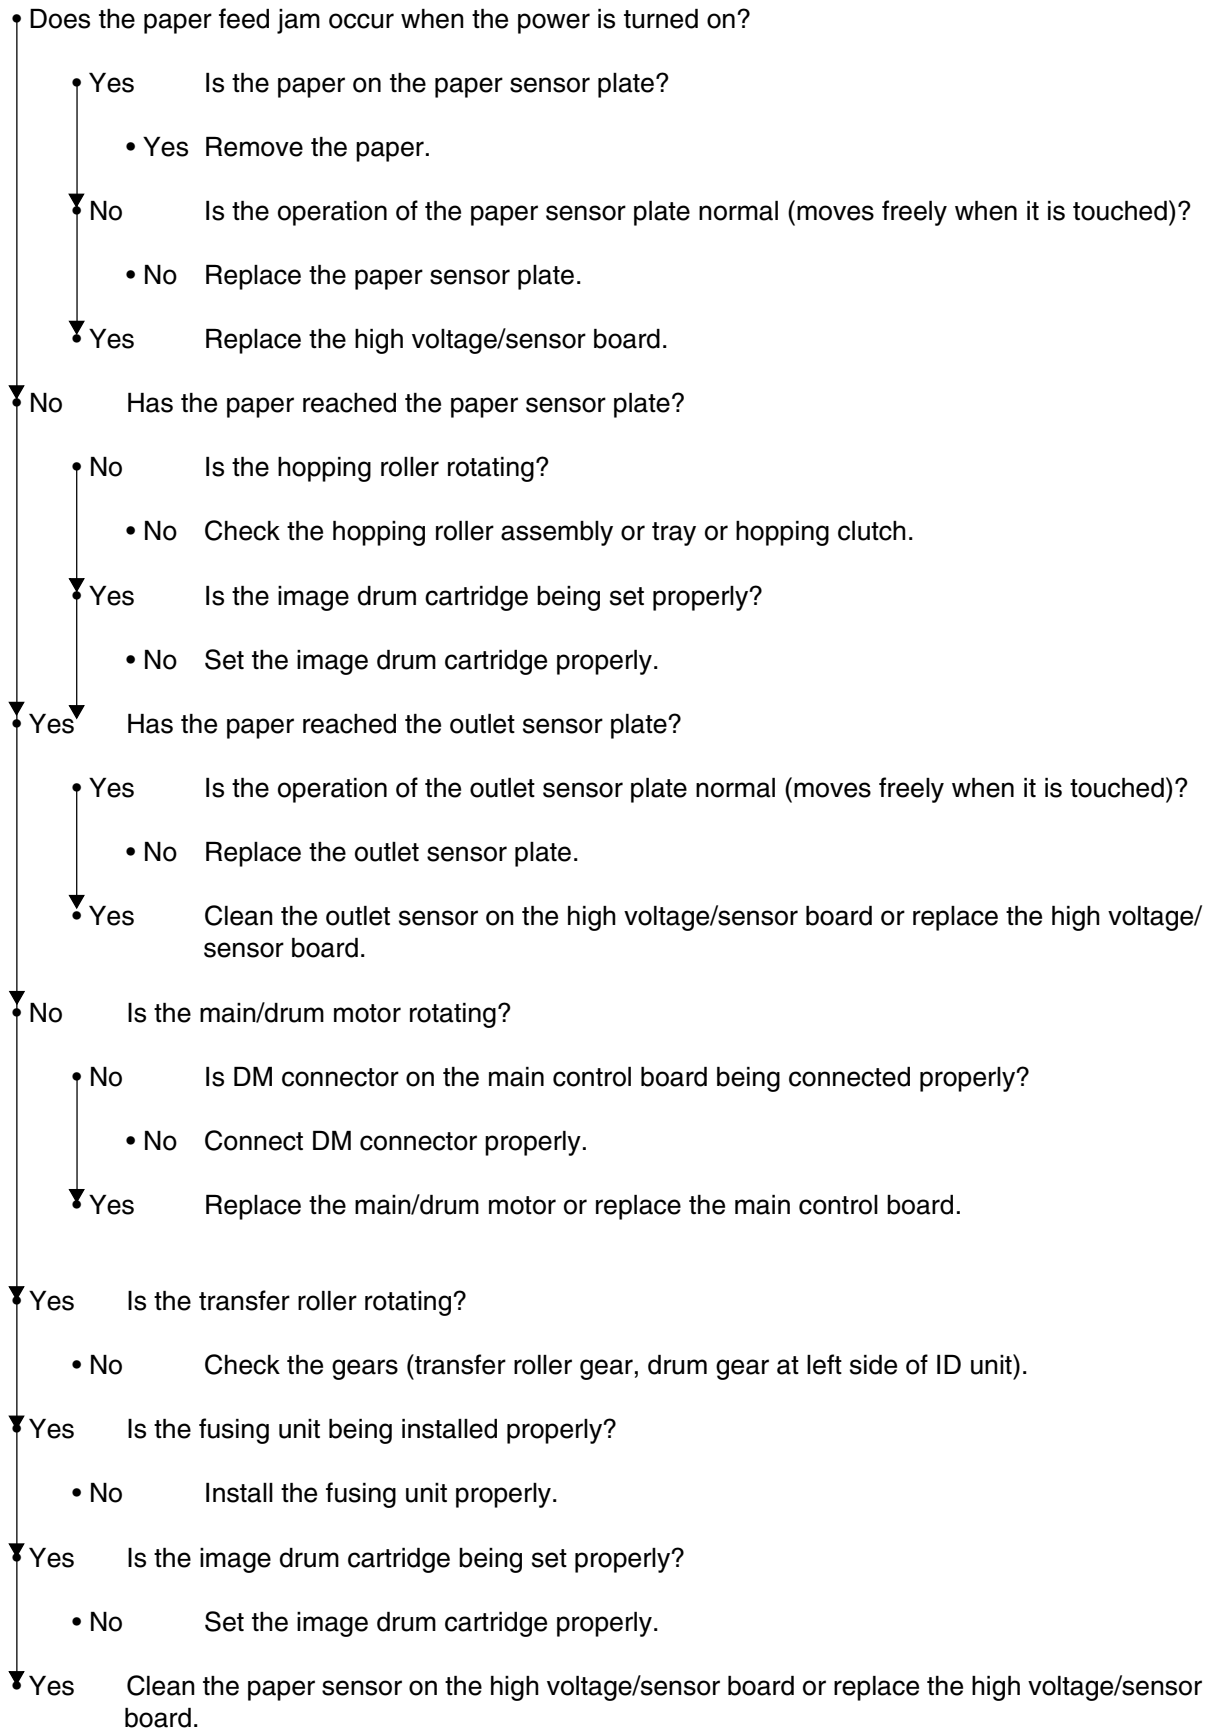 • Does the paper feed jam occur when the power is turned on?
• Yes Is the paper on the paper sensor plate?
• Yes Remove the paper.
• No Is the operation of the paper sensor plate normal (moves freely when it is touched)?
• No Replace the paper sensor plate.
• Yes Replace the high voltage/sensor board.
• No Has the paper reached the paper sensor plate?
• No Is the hopping roller rotating?
• No Check the hopping roller assembly or tray or hopping clutch.
• Yes Is the image drum cartridge being set properly?
• No Set the image drum cartridge properly.
• Yes Has the paper reached the outlet sensor plate?
• Yes Is the operation of the outlet sensor plate normal (moves freely when it is touched)?
• No Replace the outlet sensor plate.
• Yes Clean the outlet sensor on the high voltage/sensor board or replace the high voltage/
sensor board.
• No Is the main/drum motor rotating?
• No Is DM connector on the main control board being connected properly?
• No Connect DM connector properly.
• Yes Replace the main/drum motor or replace the main control board.
• Yes Is the transfer roller rotating?
• No Check the gears (transfer roller gear, drum gear at left side of ID unit).
• Yes Is the fusing unit being installed properly?
• No Install the fusing unit properly.
• Yes Is the image drum cartridge being set properly?
• No Set the image drum cartridge properly.
• Yes Clean the paper sensor on the high voltage/sensor board or replace the high voltage/sensor
board.